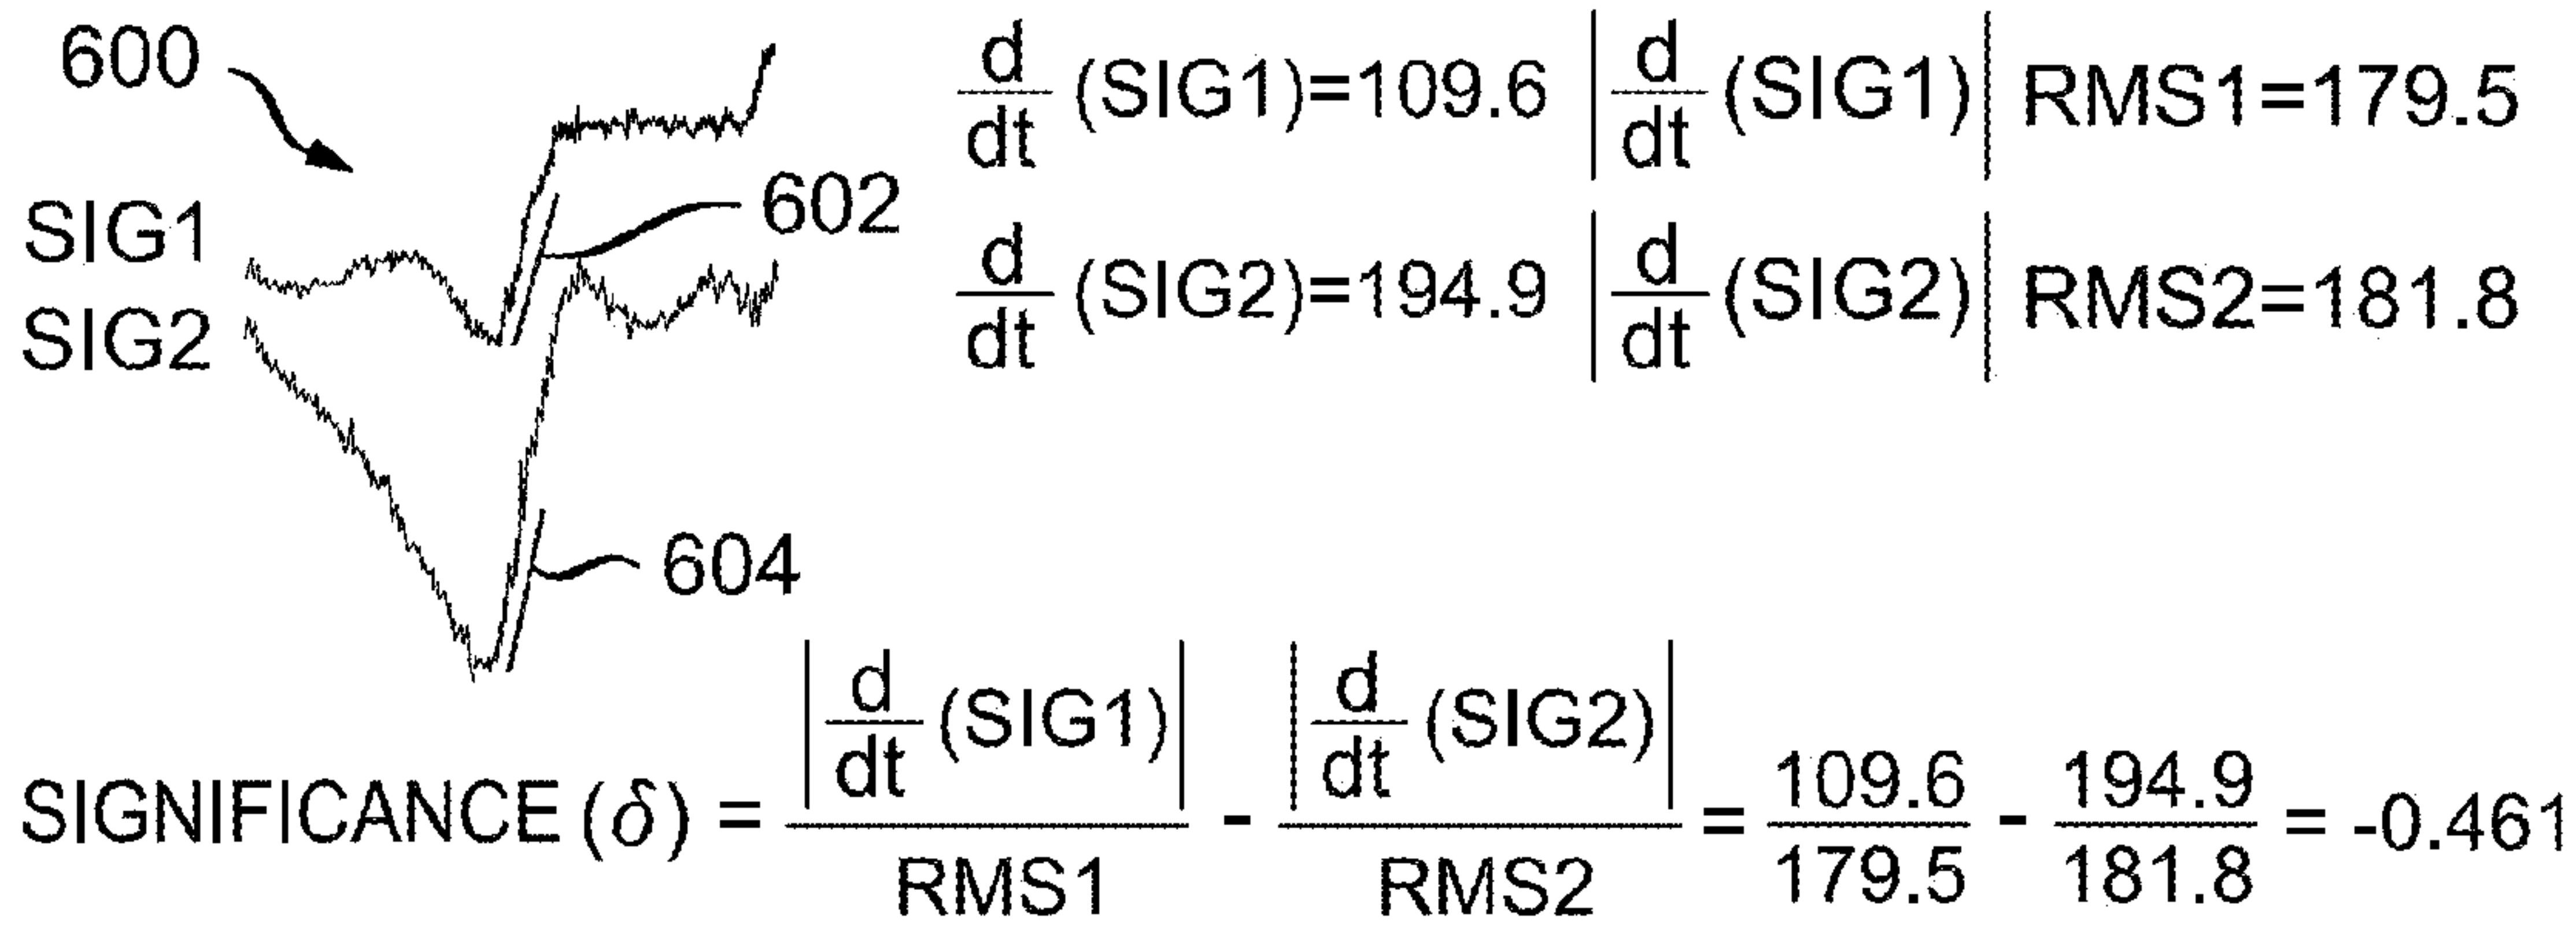 600
d/dt (SIG1)=109.6 |d/dt (SIG1)| RMS1=179.5
SIG1
602
d/dt (SIG2)=194.9 |d/dt (SIG2)| RMS2=181.8
SIG2
604
SIGNIFICANCE (δ) = |d/dt (SIG1)|/RMS1 - |d/dt (SIG2)|/RMS2 = 109.6/179.5 - 194.9/181.8 = -0.461